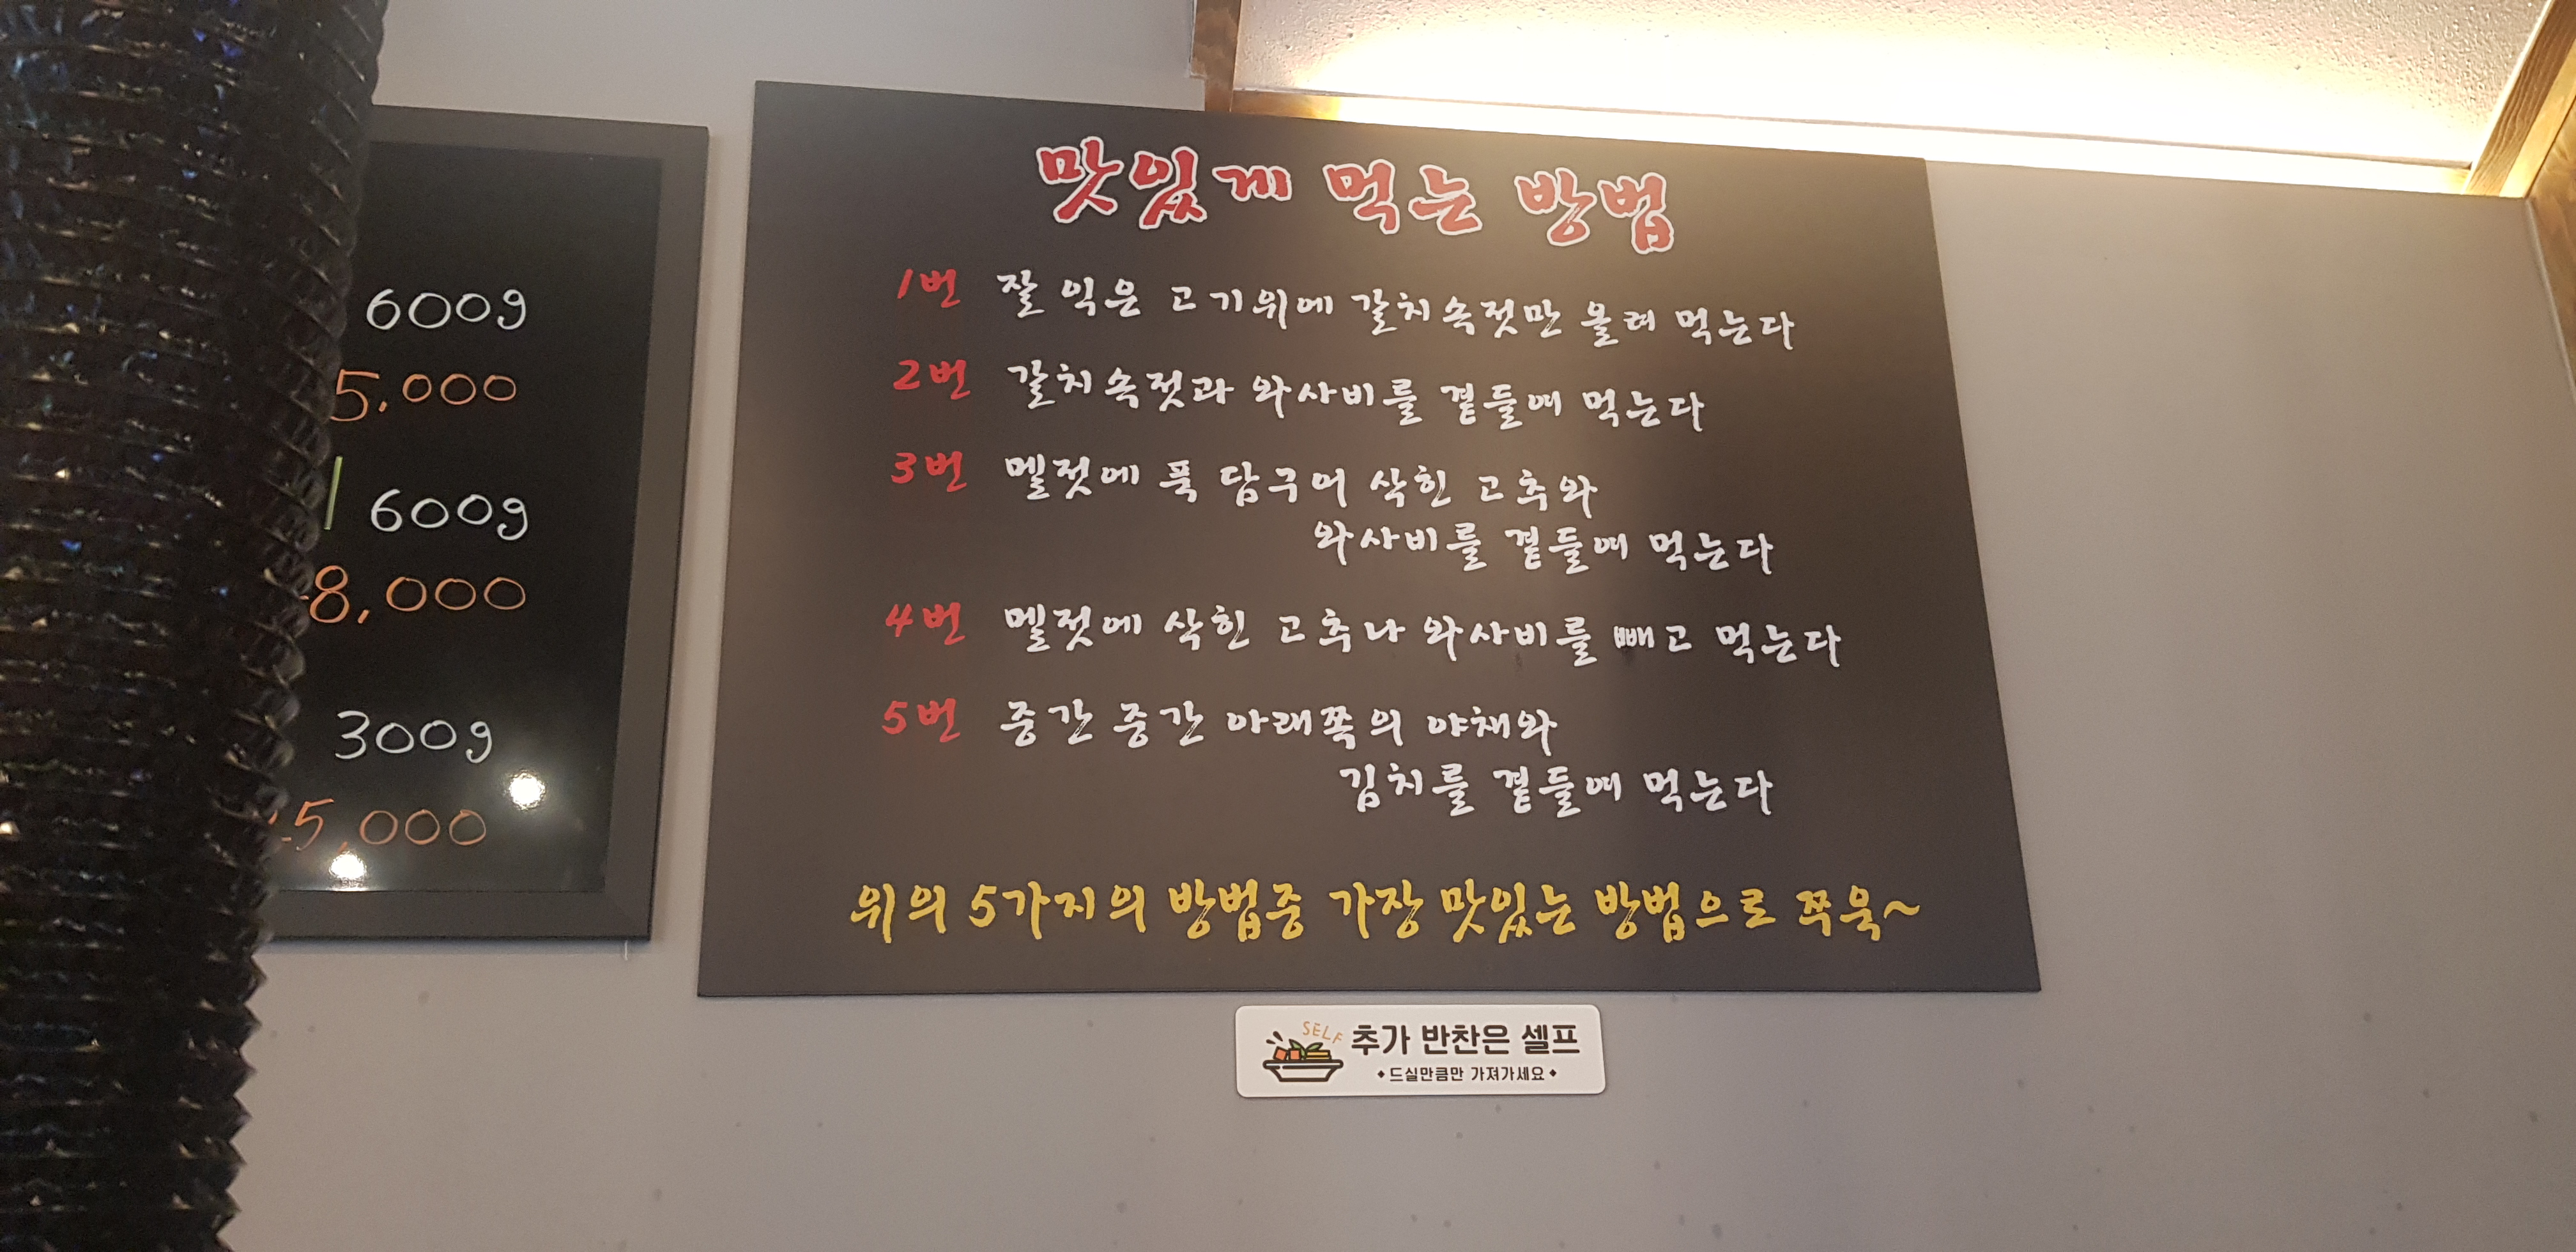 600g
5,000
600g
8,000
300g
5,000
맛있게 먹는 방법
1번 잘 익은 고기위에 갈치속젓만 올려 먹는다
2번 갈치속젓과 와사비를 곁들여 먹는다
3번 멜젓에 푹 담구어 삭힌 고추와
와사비를 곁들여 먹는다
4번 멜젓에 삭힌 고추나 와사비를 빼고 먹는다
5번 중간 중간 아래쪽의 야채와
김치를 곁들여 먹는다
위의 5가지의 방법중 가장 맛있는 방법으로 쭈욱~
SELF
추가 반찬은 셀프
드실만큼만 가져가세요